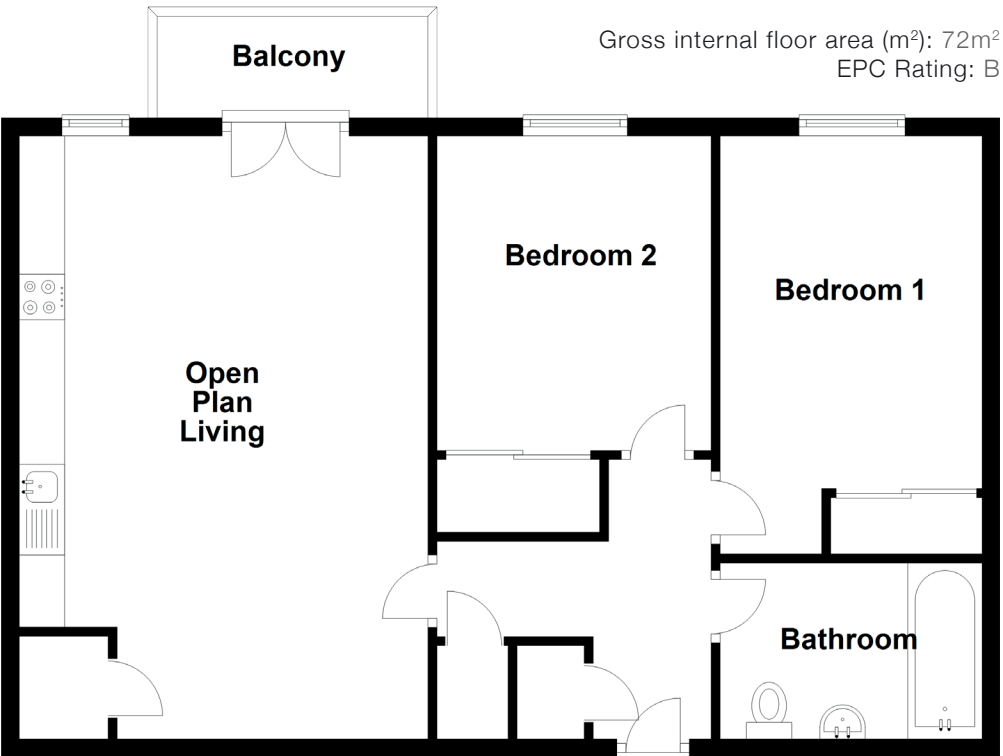 Gross internal floor area (m²): 72m²
EPC Rating: B
Balcony
Bedroom 2
Bedroom 1
Open
Plan
Living
Bathroom